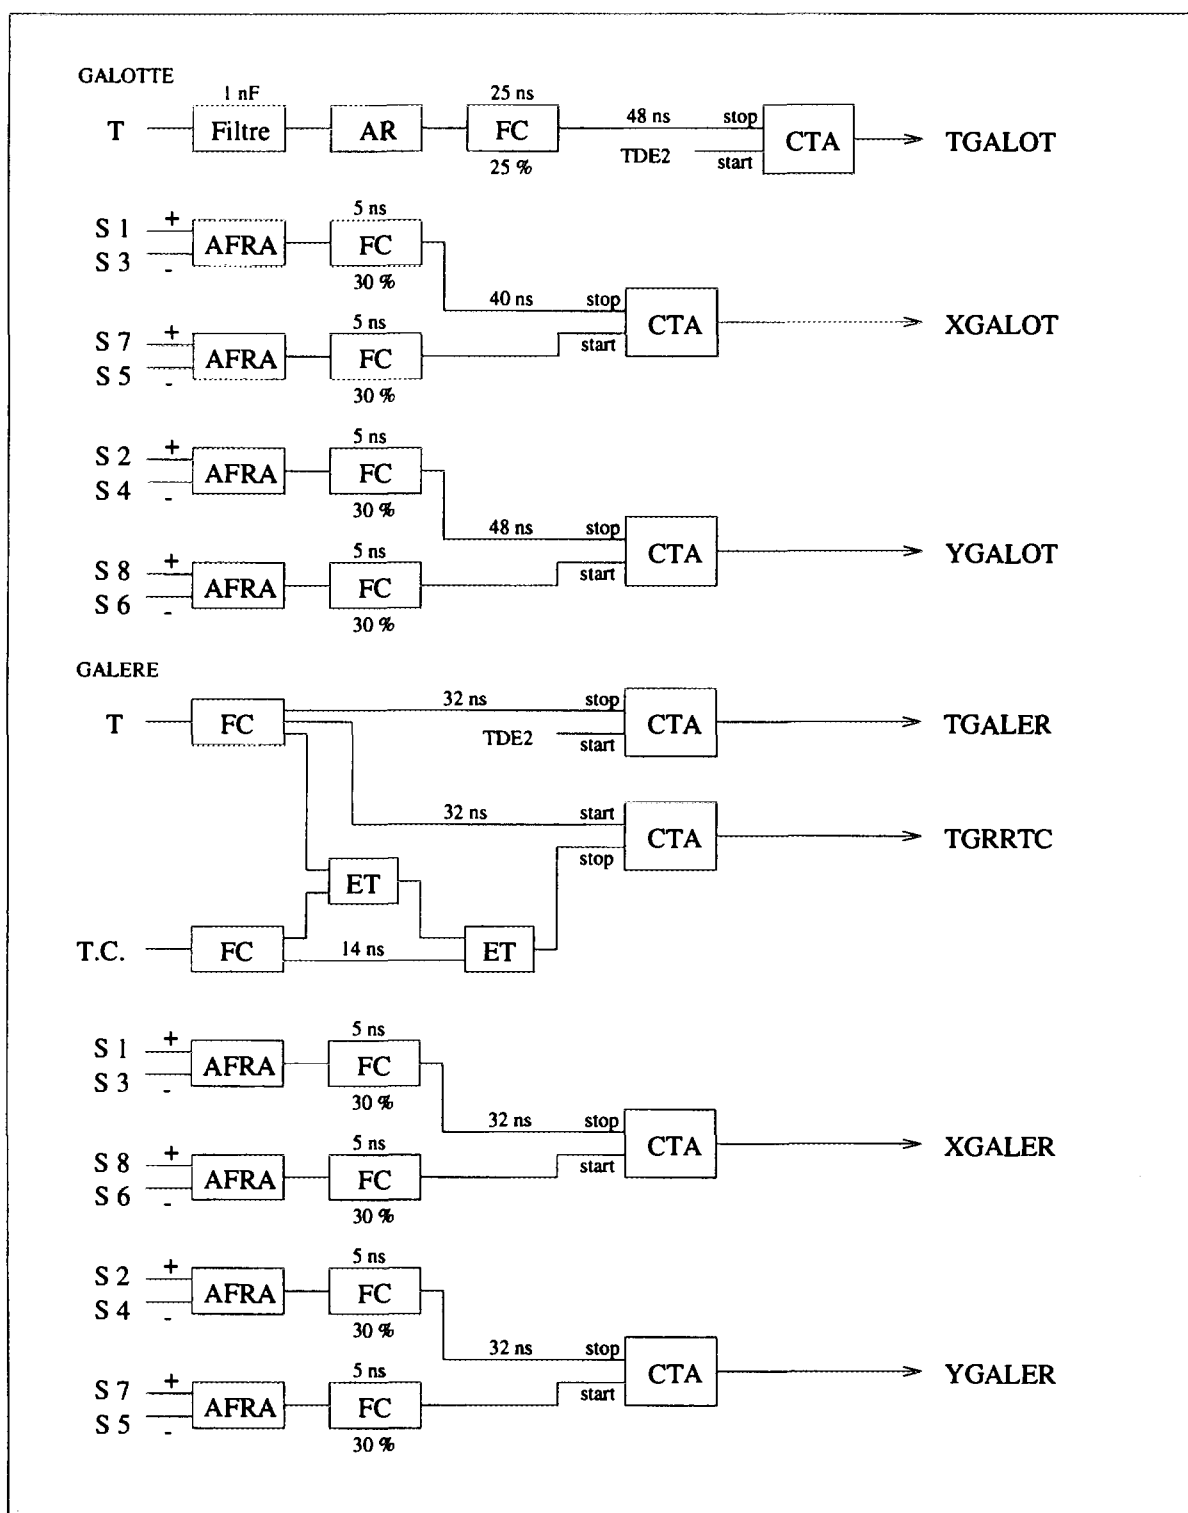 GALOTTE
1 nF 25 ns
T Filtre AR FC 48 ns stop CTA TGALOT
TDE2 start
25 %
S 1 + AFRA 5 ns FC
S 3 - 30 %
40 ns stop CTA XGALOT
start
S 7 + AFRA 5 ns FC
S 5 - 30 %
S 2 + AFRA 5 ns FC
S 4 - 30 %
48 ns stop CTA YGALOT
start
S 8 + AFRA 5 ns FC
S 6 - 30 %
GALERE
T FC 32 ns stop CTA TGALER
TDE2 start
32 ns start CTA TGRRTC
stop
ET
T.C. FC 14 ns ET
S 1 + AFRA 5 ns FC
S 3 - 30 %
32 ns stop CTA XGALER
start
S 8 + AFRA 5 ns FC
S 6 - 30 %
S 2 + AFRA 5 ns FC
S 4 - 30 %
32 ns stop CTA YGALER
start
S 7 + AFRA 5 ns FC
S 5 - 30 %